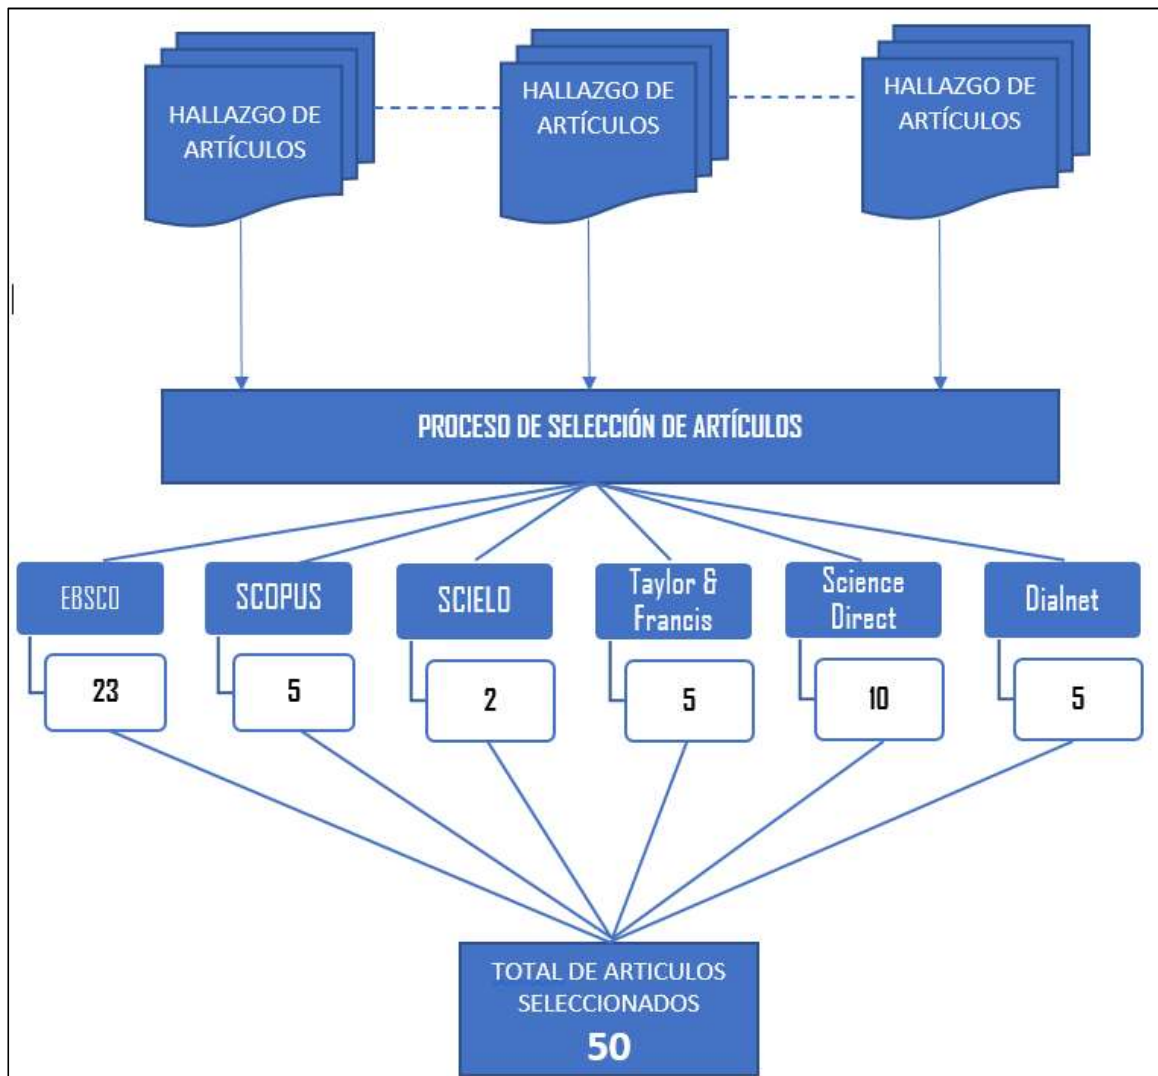 HALLAZGO DE
ARTÍCULOS
HALLAZGO DE
ARTÍCULOS
HALLAZGO DE
ARTÍCULOS
PROCESO DE SELECCIÓN DE ARTÍCULOS
EBSCO
SCOPUS
SCIELO
Taylor &
Francis
Science
Direct
Dialnet
23
5
2
5
10
5
TOTAL DE ARTICULOS
SELECCIONADOS
50